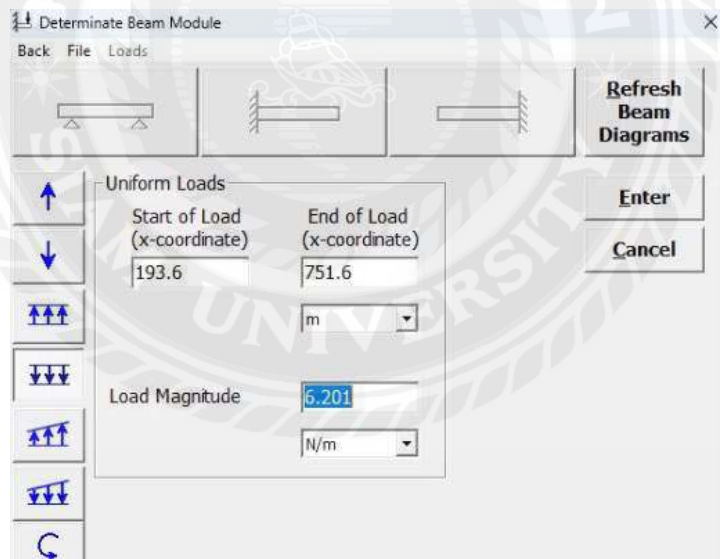 Determinate Beam Module
Back File Loads
Refresh
Beam
Diagrams
Enter
Cancel
Uniform Loads
Start of Load
(x-coordinate)
End of Load
(x-coordinate)
193.6
751.6
m
Load Magnitude
6.201
N/m
UNIVERSITY